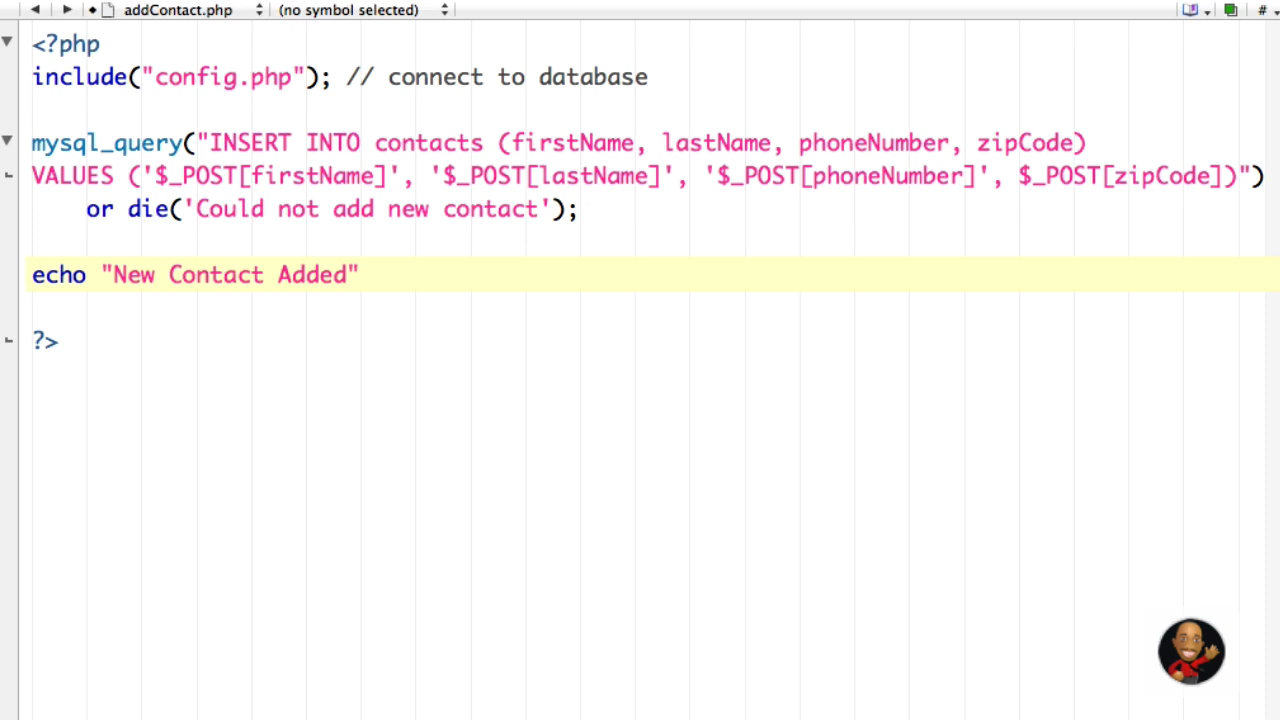 addContact.php (no symbol selected) #
<?php
include("config.php"); // connect to database
mysql_query("INSERT INTO contacts (firstName, lastName, phoneNumber, zipCode)
VALUES ('$_POST[firstName]', '$_POST[lastName]', '$_POST[phoneNumber]', $_POST[zipCode])")
or die('Could not add new contact');
echo "New Contact Added"
?>